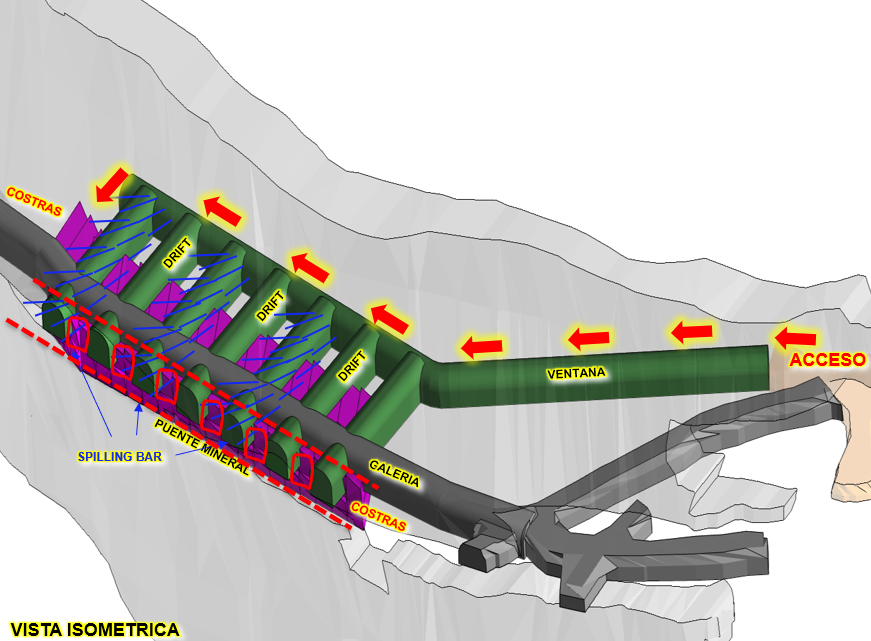 COSTRAS
DRIFT
DRIFT
DRIFT
VENTANA
ACCESO
SPILLING BAR
PUENTE MINERAL
GALERIA
COSTRAS
VISTA ISOMETRICA